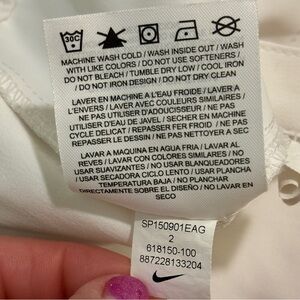 30C
MACHINE WASH COLD / WASH INSIDE OUT / WASH
WITH LIKE COLORS / DO NOT USE SOFTENERS /
DO NOT BLEACH / TUMBLE DRY LOW / COOL IRON
/ DO NOT IRON DESIGN / DO NOT DRY CLEAN
LAVER EN MACHINE A L'EAU FROIDE / LAVER A
L'ENVERS / LAVER AVEC COULEURS SIMILAIRES /
NE PAS UTILISER D'ADOUCISSANT / NE PAS
UTILISER D'EAU DE JAVEL / SECHER EN MACHINE
CYCLE DELICAT / REPASSER FER FROID / NE PAS
REPASSER LE DESSIN / NE PAS NETTOYER A SEC
LAVAR A MAQUINA EN AGUA FRIA / LAVAR AL
REVES / LAVAR CON COLORES SIMILARES / NO
USAR SUAVIZANTES / NO USAR BLANQUEADORES
/ USAR SECADORA CICLO LENTO / USAR PLANCHA
TEMPERATURA BAJA / NO PLANCHAR
DIRECTAMENTE SOBRE EL DISEÑO / NO LAVAR EN
SECO
SP150901EAG
2
618150-100
887228133204